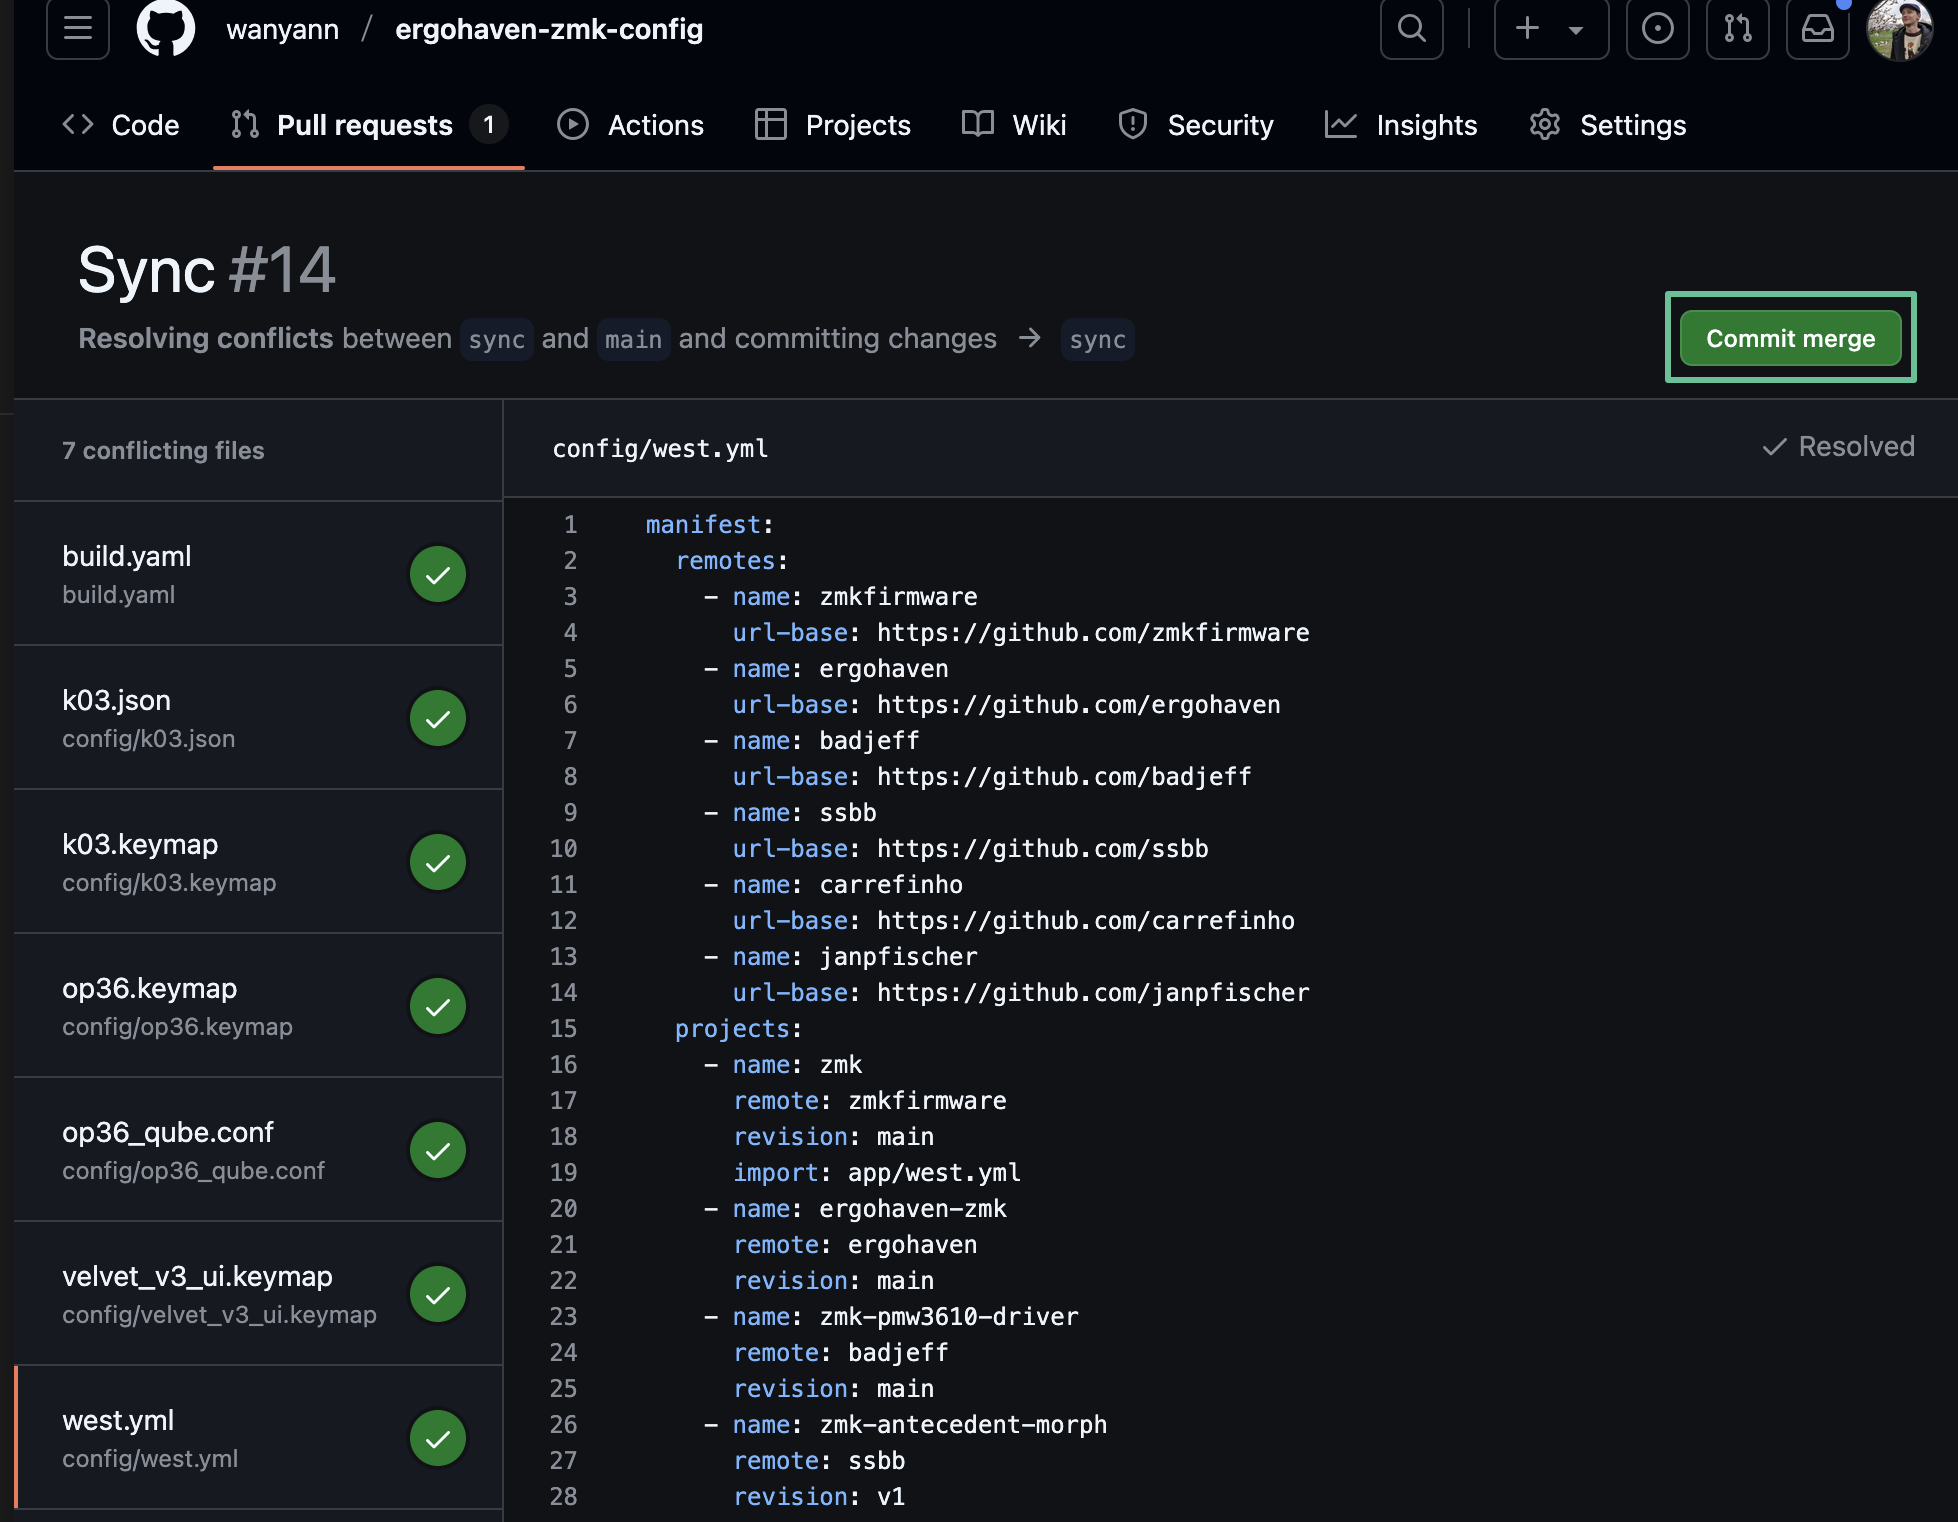 wanyann / ergohaven-zmk-config
Code Pull requests 1 Actions Projects Wiki Security Insights Settings
Sync #14
Resolving conflicts between sync and main and committing changes → sync
Commit merge
7 conflicting files
build.yaml
build.yaml
k03.json
config/k03.json
k03.keymap
config/k03.keymap
op36.keymap
config/op36.keymap
op36_qube.conf
config/op36_qube.conf
velvet_v3_ui.keymap
config/velvet_v3_ui.keymap
west.yml
config/west.yml
config/west.yml
Resolved
1 manifest:
2 remotes:
3 - name: zmkfirmware
4 url-base: https://github.com/zmkfirmware
5 - name: ergohaven
6 url-base: https://github.com/ergohaven
7 - name: badjeff
8 url-base: https://github.com/badjeff
9 - name: ssbb
10 url-base: https://github.com/ssbb
11 - name: carrefinho
12 url-base: https://github.com/carrefinho
13 - name: janpfischer
14 url-base: https://github.com/janpfischer
15 projects:
16 - name: zmk
17 remote: zmkfirmware
18 revision: main
19 import: app/west.yml
20 - name: ergohaven-zmk
21 remote: ergohaven
22 revision: main
23 - name: zmk-pmw3610-driver
24 remote: badjeff
25 revision: main
26 - name: zmk-antecedent-morph
27 remote: ssbb
28 revision: v1